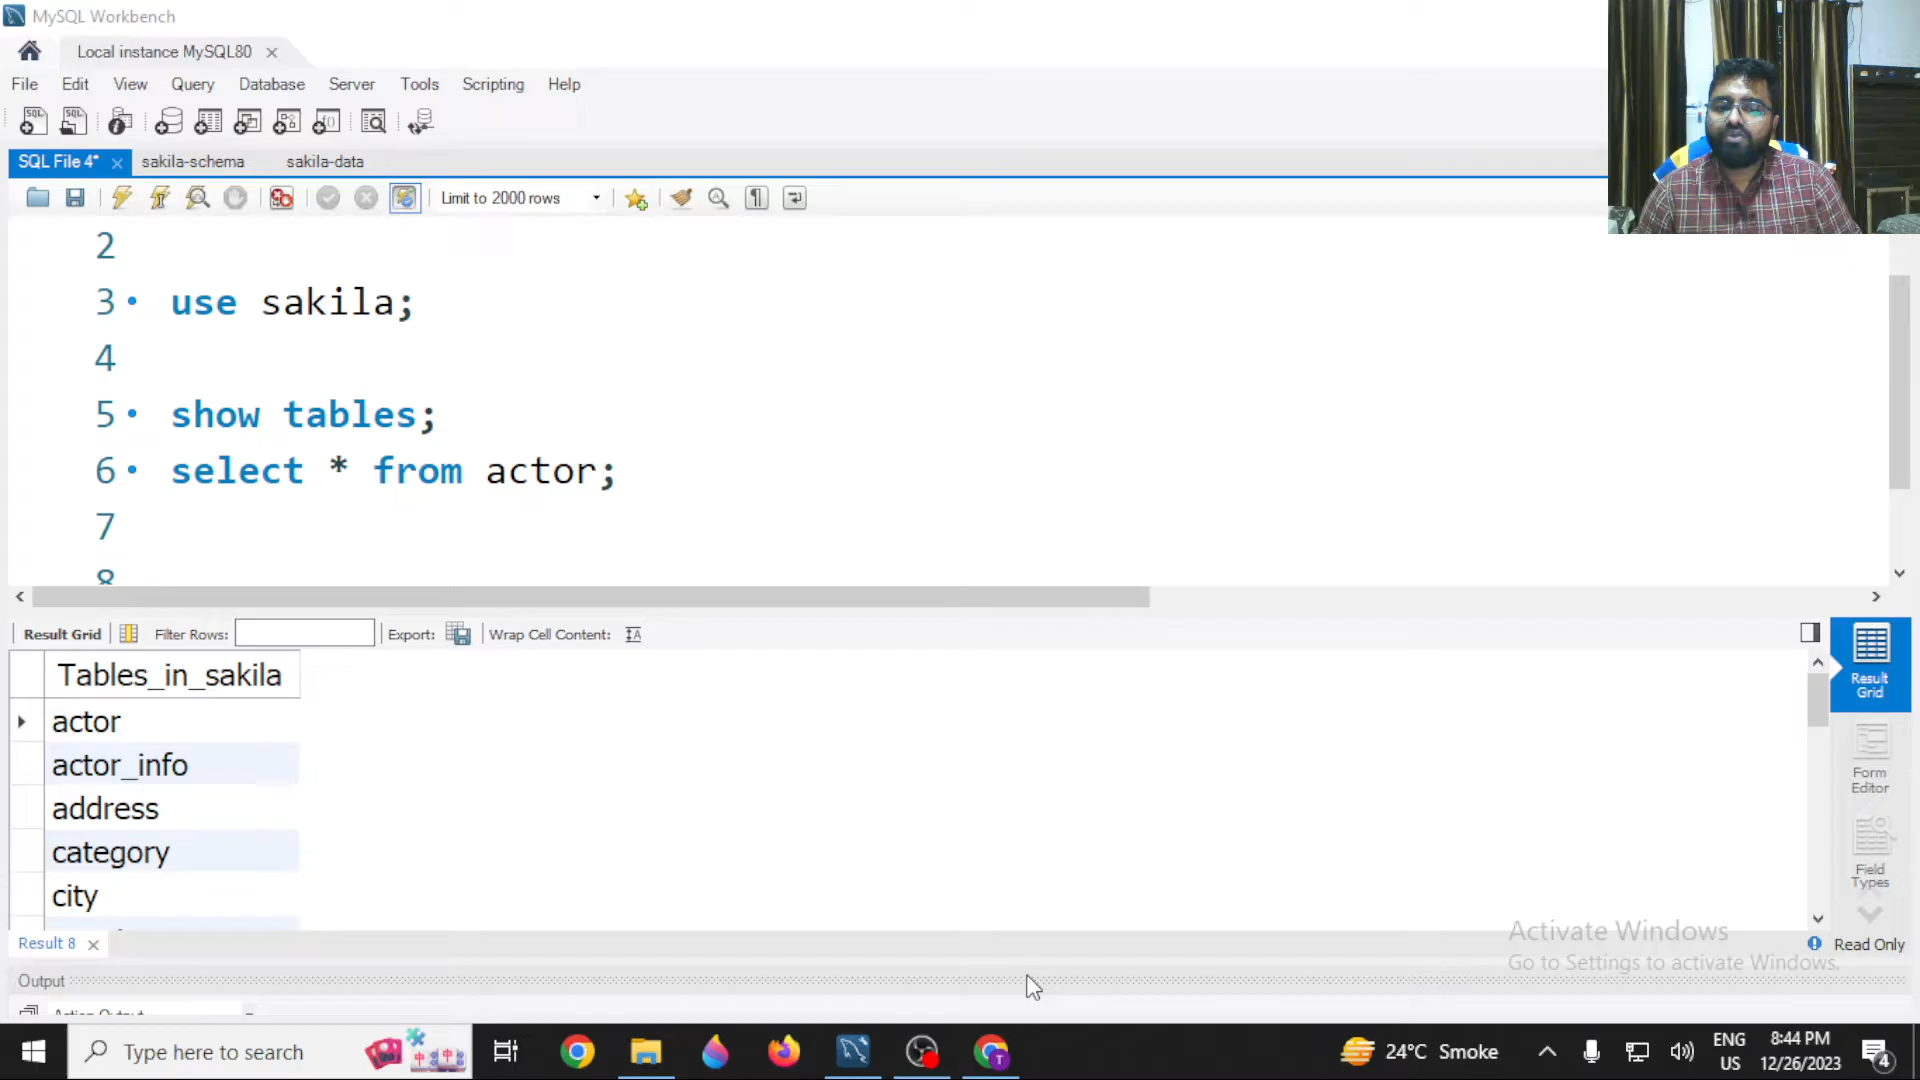 MySQL Workbench
Local instance MySQL80
File Edit View Query Database Server Tools Scripting Help
SQL File 4* sakila-schema sakila-data
Limit to 2000 rows
2
3 use sakila;
4
5 show tables;
6 select * from actor;
7
8
Result Grid Filter Rows: Export: Wrap Cell Content:
Tables_in_sakila
actor
actor_info
address
category
city
Result Grid
Form Editor
Field Types
Activate Windows
Go to Settings to activate Windows.
Result 8 Read Only
Output
Action Output
Type here to search
24°C Smoke
ENG US
8:44 PM
12/26/2023
4